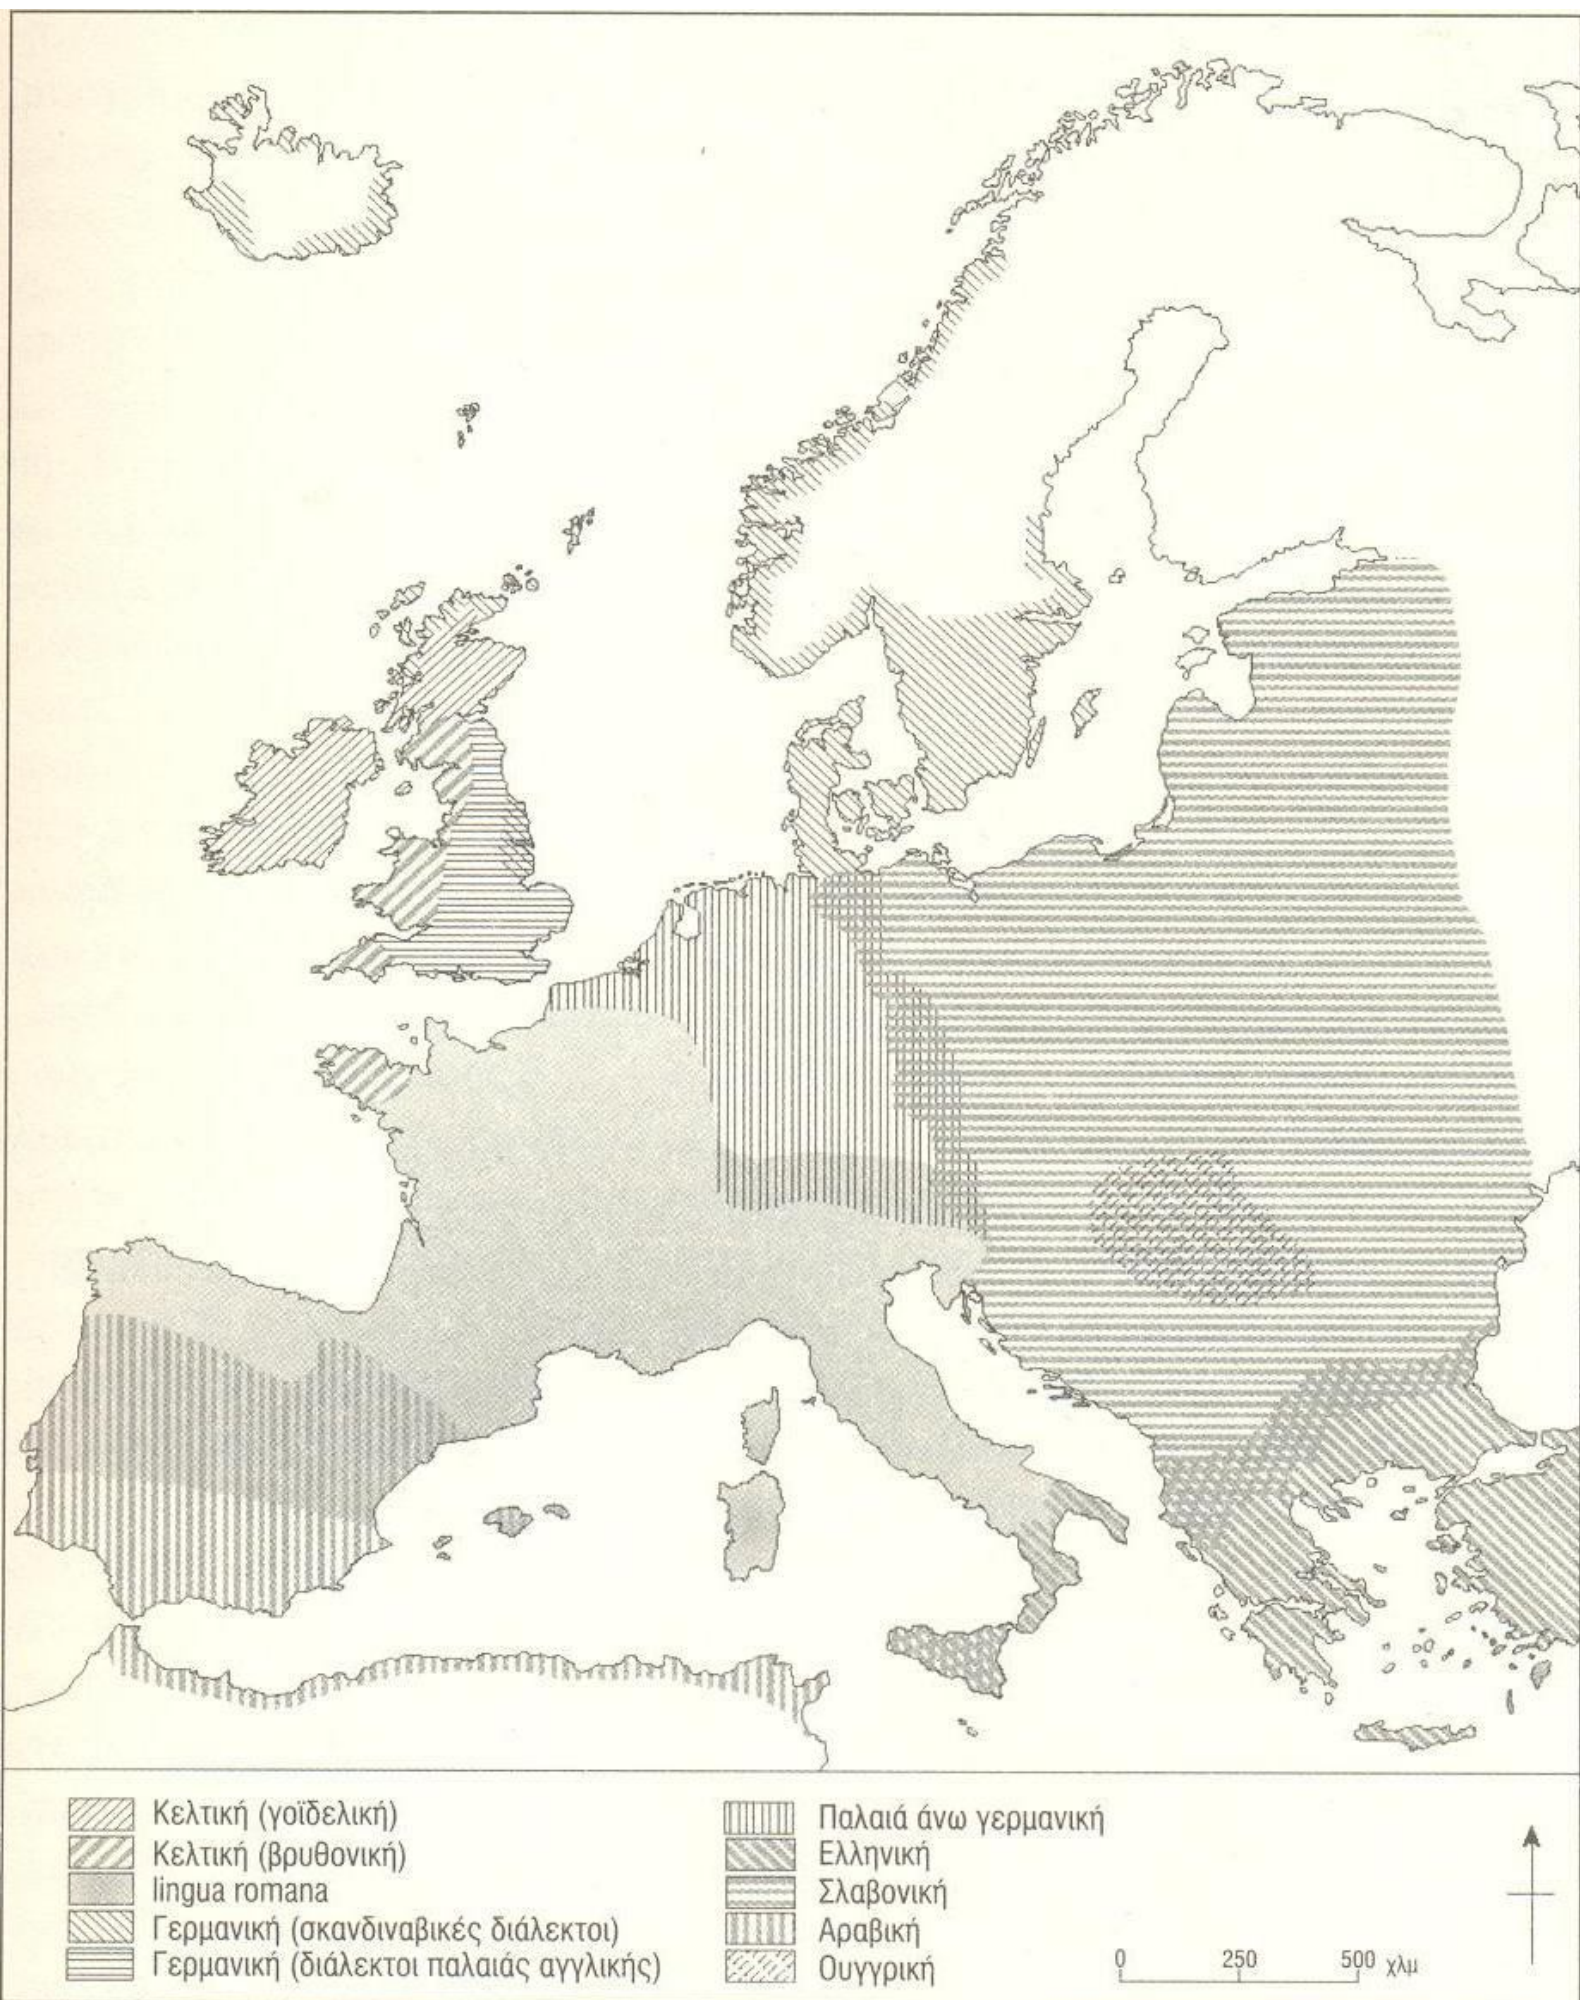 Κελτική (γοϊδελική)
Κελτική (βρυθονική)
lingua romana
Γερμανική (σκανδιναβικές διάλεκτοι)
Γερμανική (διάλεκτοι παλαιάς αγγλικής)
Παλαιά άνω γερμανική
Ελληνική
Σλαβονική
Αραβική
Ουγγρική
0 250 500 χλμ